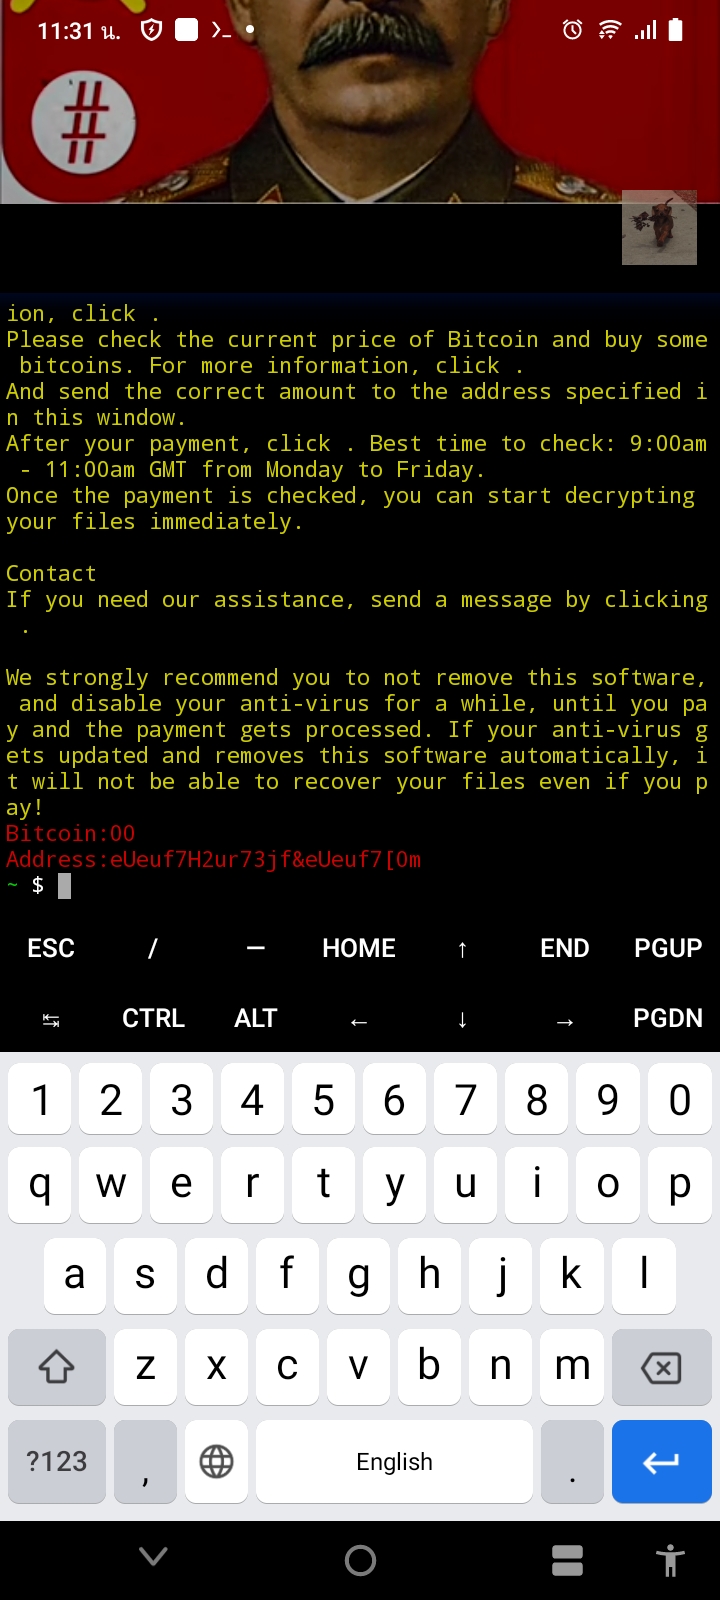 11:31 น.
#
ion, click .
Please check the current price of Bitcoin and buy some
 bitcoins. For more information, click .
And send the correct amount to the address specified i
n this window.
After your payment, click . Best time to check: 9:00am
 - 11:00am GMT from Monday to Friday.
Once the payment is checked, you can start decrypting
your files immediately.
Contact
If you need our assistance, send a message by clicking
 .
We strongly recommend you to not remove this software,
 and disable your anti-virus for a while, until you pa
y and the payment gets processed. If your anti-virus g
ets updated and removes this software automatically, i
t will not be able to recover your files even if you p
ay!
Bitcoin:00
Address:eUeuf7H2ur73jf&eUeuf7[0m
~ $
ESC / — HOME ↑ END PGUP
↹ CTRL ALT ← ↓ → PGDN
1 2 3 4 5 6 7 8 9 0
q w e r t y u i o p
a s d f g h j k l
z x c v b n m
?123 , English .